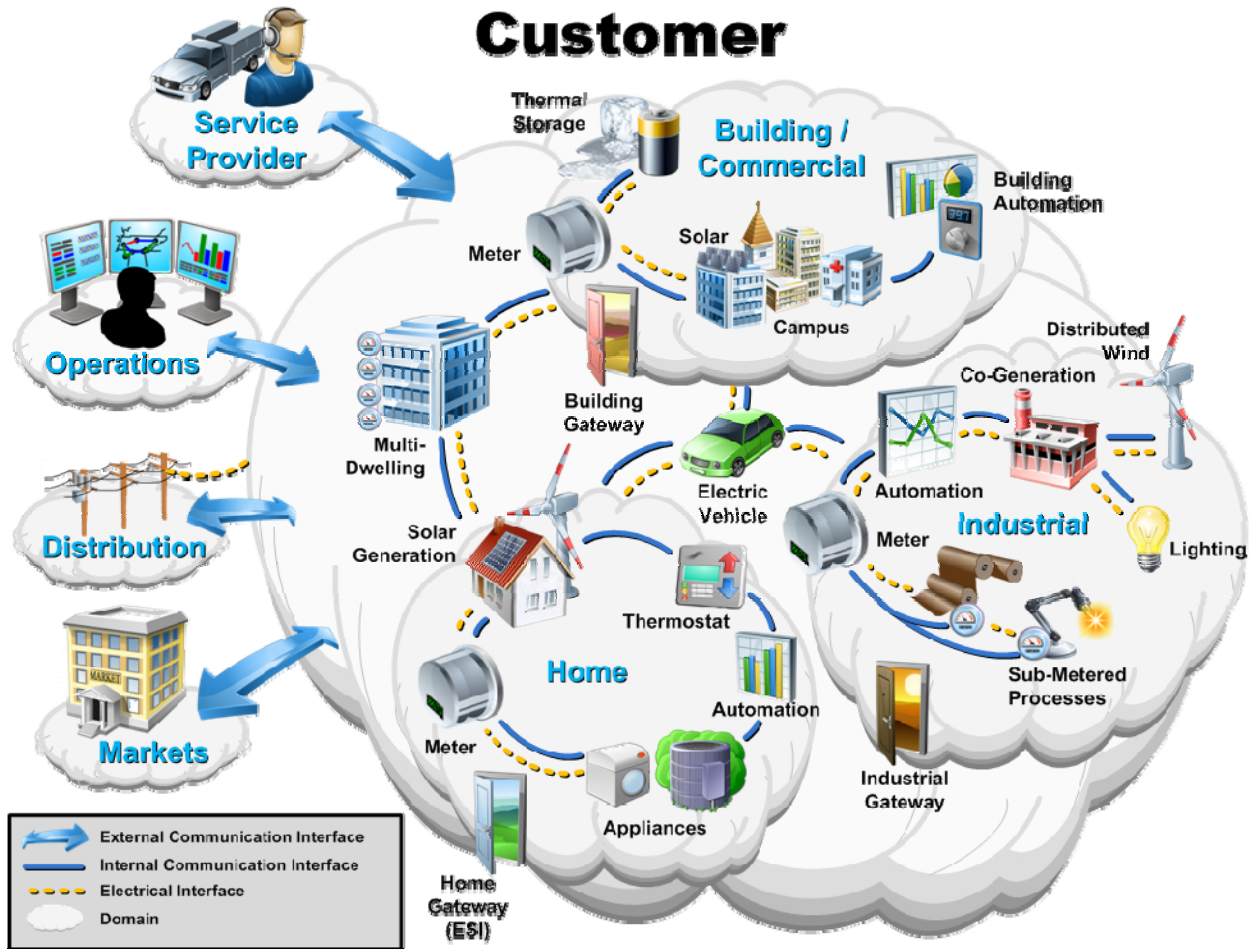 Customer
Service
Provider
Thermal
Storage
Building /
Commercial
Building
Automation
397
Meter
Solar
Campus
Operations
Building
Gateway
Multi-
Dwelling
Distributed
Wind
Co-Generation
Automation
Electric
Vehicle
Industrial
Meter
Lighting
Distribution
Solar
Generation
Thermostat
Sub-Metered
Processes
MARKET
Markets
Home
Automation
Meter
Industrial
Gateway
Appliances
Home
Gateway
(ESI)
External Communication Interface
Internal Communication Interface
Electrical Interface
Domain